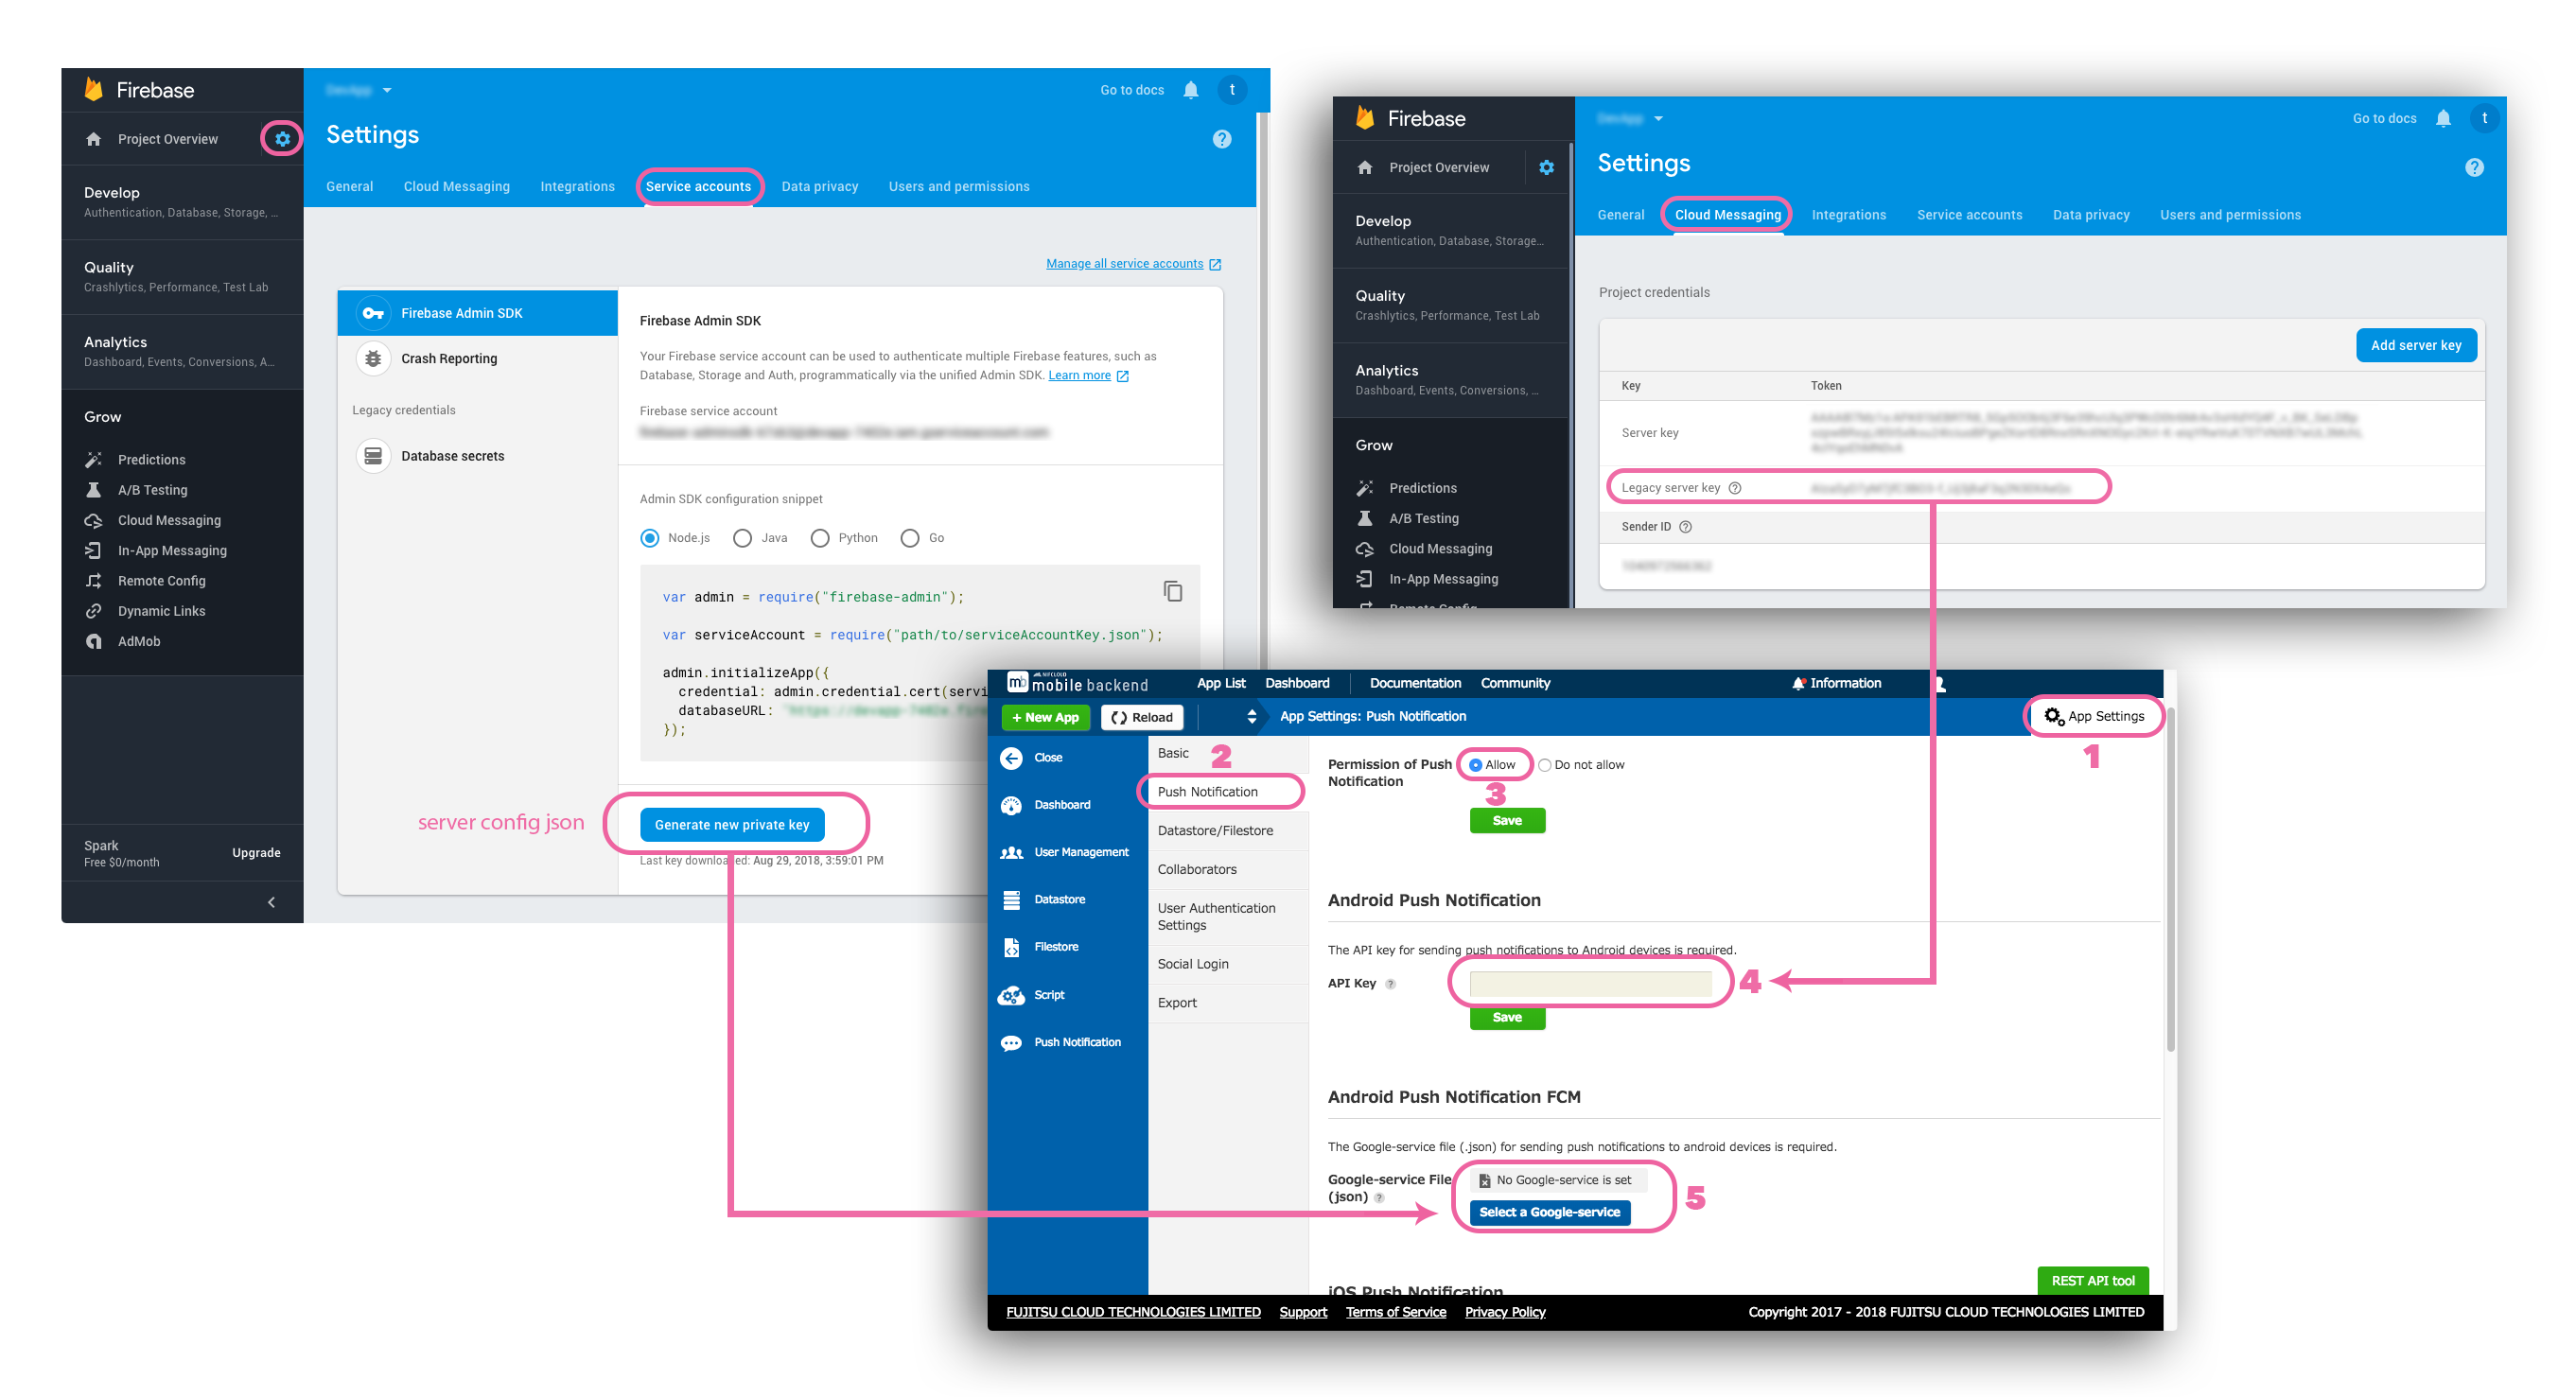 Firebase
Project Overview
Develop
Authentication, Database, Storage, ...
Quality
Crashlytics, Performance, Test Lab
Analytics
Dashboard, Events, Conversions, A...
Grow
Predictions
A/B Testing
Cloud Messaging
In-App Messaging
Remote Config
Dynamic Links
AdMob
Spark
Free $0/month
Upgrade
Go to docs
t
Settings
General Cloud Messaging Integrations Service accounts Data privacy Users and permissions
Manage all service accounts
Firebase Admin SDK
Crash Reporting
Legacy credentials
Database secrets
Firebase Admin SDK
Your Firebase service account can be used to authenticate multiple Firebase features, such as
Database, Storage and Auth, programmatically via the unified Admin SDK. Learn more
Firebase service account
Admin SDK configuration snippet
Node.js Java Python Go
var admin = require("firebase-admin");
var serviceAccount = require("path/to/serviceAccountKey.json");
admin.initializeApp({
credential: admin.credential.cert(servi
databaseURL:
});
server config json
Generate new private key
Last key downloaded: Aug 29, 2018, 3:59:01 PM
Firebase
Project Overview
Develop
Authentication, Database, Storage...
Quality
Crashlytics, Performance, Test Lab
Analytics
Dashboard, Events, Conversions, ...
Grow
Predictions
A/B Testing
Cloud Messaging
In-App Messaging
Remote Config
Go to docs
t
Settings
General Cloud Messaging Integrations Service accounts Data privacy Users and permissions
Project credentials
Add server key
Key Token
Server key
Legacy server key
Sender ID
mb mobile backend
App List Dashboard Documentation Community Information
+ New App Reload App Settings: Push Notification App Settings
1
Close
Dashboard
User Management
Datastore
Filestore
Script
Push Notification
Basic 2
Push Notification
Datastore/Filestore
Collaborators
User Authentication
Settings
Social Login
Export
Permission of Push
Notification
Allow Do not allow
3
Save
Android Push Notification
The API key for sending push notifications to Android devices is required.
API Key 4
Save
Android Push Notification FCM
The Google-service file (.json) for sending push notifications to android devices is required.
Google-service File
(json)
No Google-service is set
Select a Google-service
5
REST API tool
iOS Push Notification
FUJITSU CLOUD TECHNOLOGIES LIMITED Support Terms of Service Privacy Policy Copyright 2017 - 2018 FUJITSU CLOUD TECHNOLOGIES LIMITED